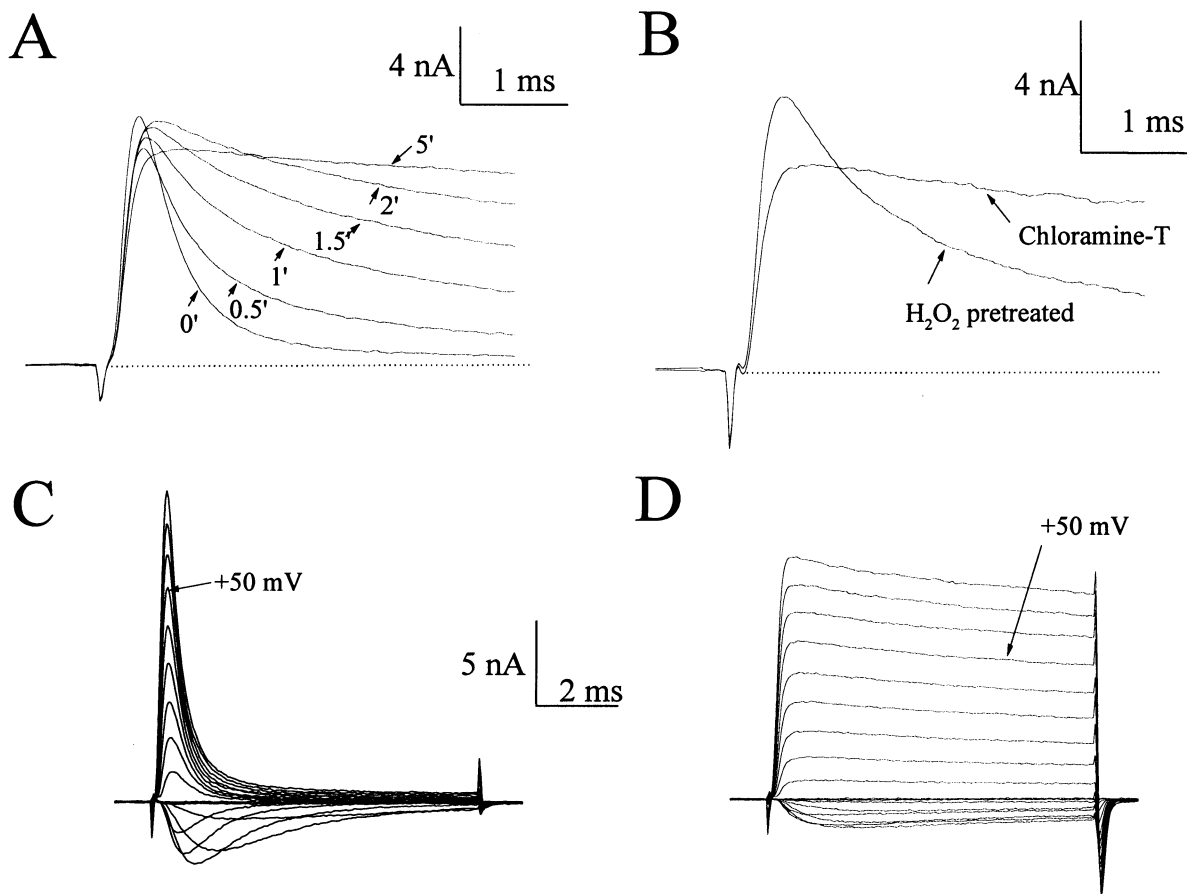 A
4 nA
1 ms
5'
2'
1.5'
1'
0.5'
0'
B
4 nA
1 ms
Chloramine-T
H₂O₂ pretreated
C
+50 mV
5 nA
2 ms
D
+50 mV